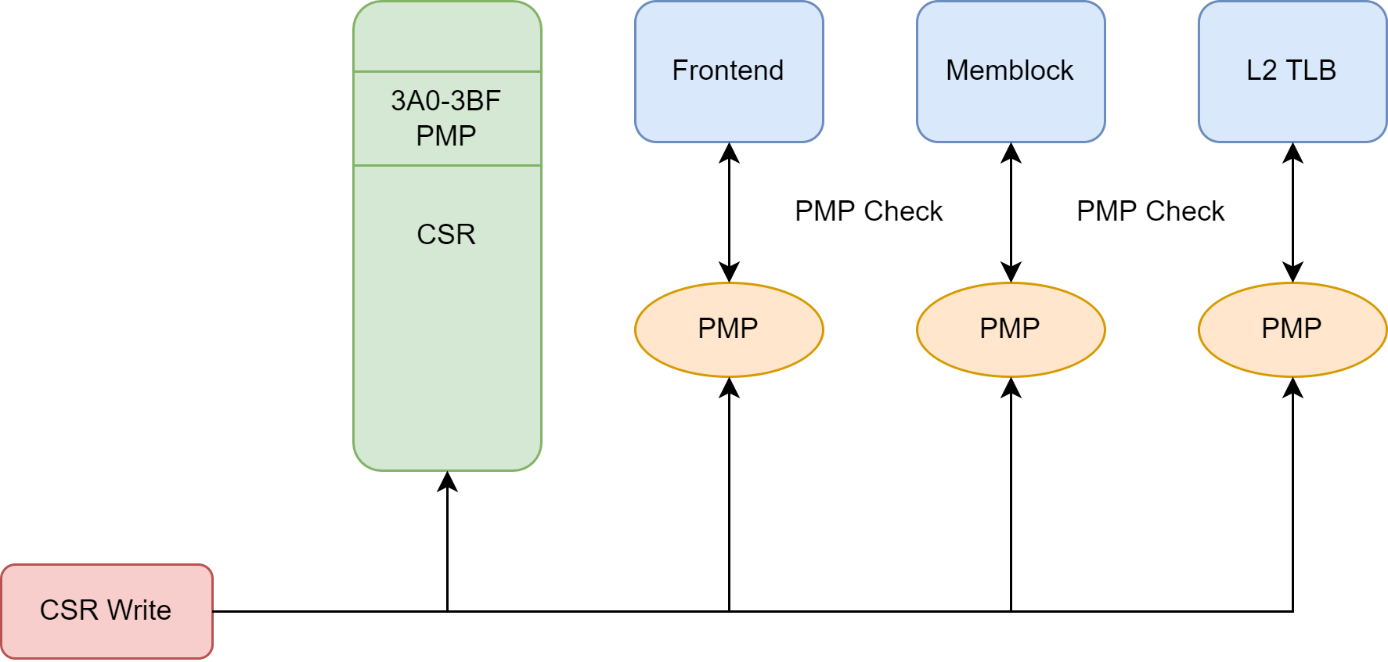 Frontend
Memblock
L2 TLB
3A0-3BF
PMP
CSR
PMP Check
PMP Check
PMP
PMP
PMP
CSR Write